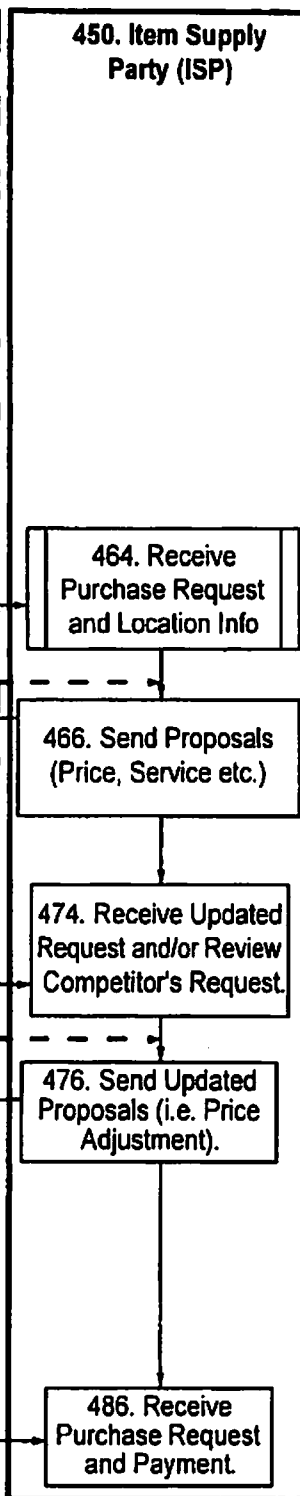 450. Item Supply
Party (ISP)
464. Receive
Purchase Request
and Location Info
466. Send Proposals
(Price, Service etc.)
474. Receive Updated
Request and/or Review
Competitor's Request.
476. Send Updated
Proposals (i.e. Price
Adjustment).
486. Receive
Purchase Request
and Payment.